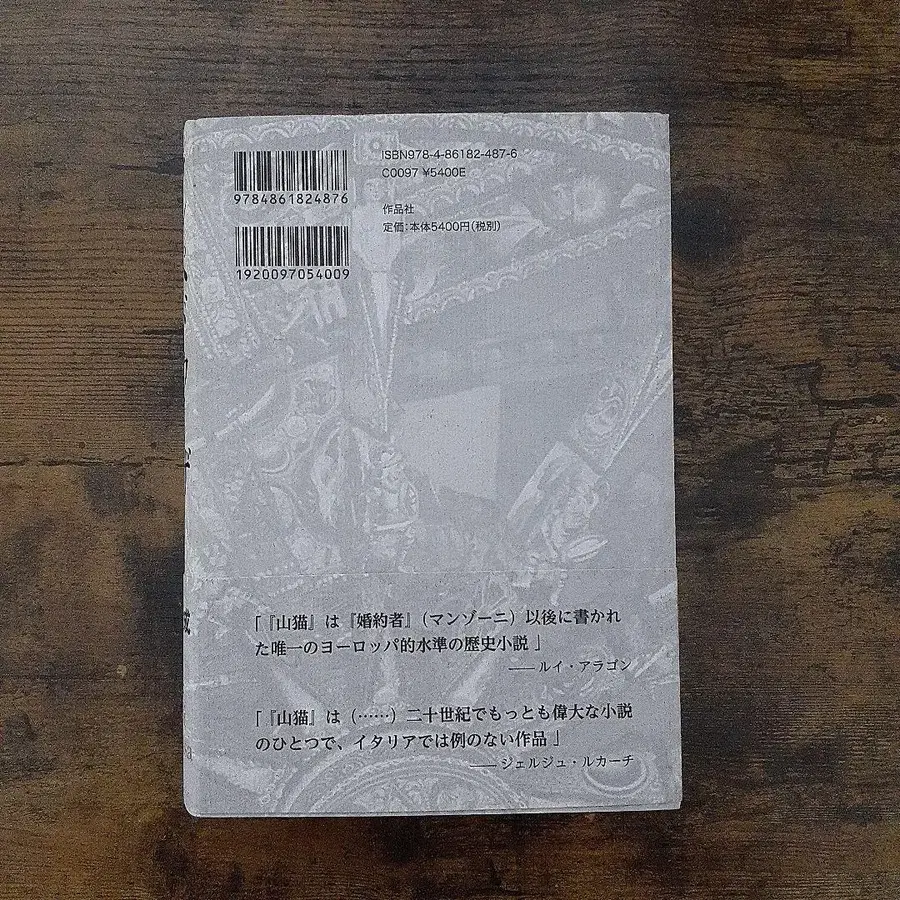 ISBN978-4-86182-487-6
C0097 ¥5400E
9784861824876
作品社
定価:本体5400円(税別)
1920097054009
「『山猫』は『婚約者』(マンゾーニ)以後に書かれ
た唯一のヨーロッパ的水準の歴史小説」
──ルイ・アラゴン
「『山猫』は(……)二十世紀でもっとも偉大な小説
のひとつで、イタリアでは例のない作品」
──ジェルジュ・ルカーチ